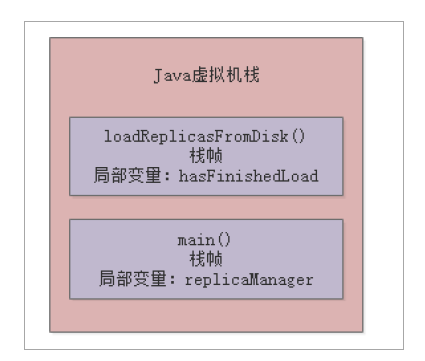 Java虚拟机栈
loadReplicasFromDisk()
栈帧
局部变量：hasFinishedLoad
main()
栈帧
局部变量：replicaManager